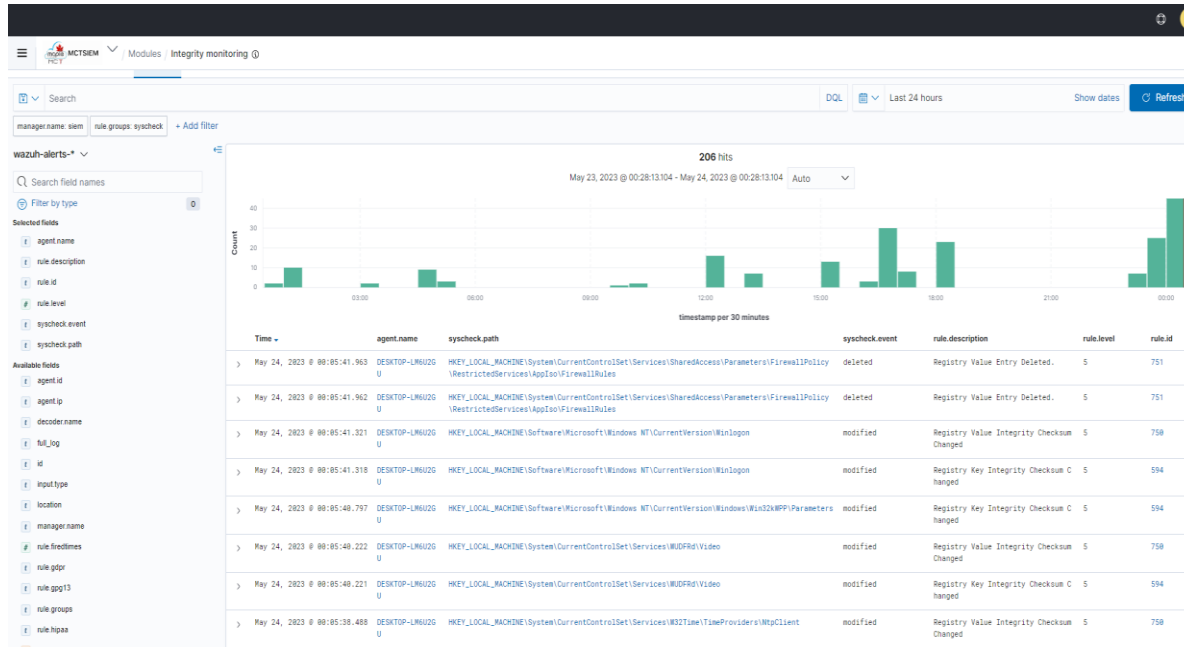 mcplus
MCT
MCTSIEM / Modules / Integrity monitoring
Search DQL Last 24 hours Show dates Refresh
manager.name: siem rule.groups: syscheck + Add filter
wazuh-alerts-*
Search field names
Filter by type 0
Selected fields
t agent.name
t rule.description
t rule.id
# rule.level
t syscheck.event
t syscheck.path
Available fields
t agent.id
t agent.ip
t decoder.name
t full_log
t id
t input.type
t location
t manager.name
# rule.firedtimes
t rule.gdpr
t rule.gpg13
t rule.groups
t rule.hipaa
206 hits
May 23, 2023 @ 00:28:13.104 - May 24, 2023 @ 00:28:13.104 Auto
Count
40
30
20
10
0
03:00 06:00 09:00 12:00 15:00 18:00 21:00 00:00
timestamp per 30 minutes
Time agent.name syscheck.path syscheck.event rule.description rule.level rule.id
May 24, 2023 @ 00:05:41.963 DESKTOP-LM6U2G HKEY_LOCAL_MACHINE\System\CurrentControlSet\Services\SharedAccess\Parameters\FirewallPolicy deleted Registry Value Entry Deleted. 5 751
U \RestrictedServices\AppIso\FirewallRules
May 24, 2023 @ 00:05:41.962 DESKTOP-LM6U2G HKEY_LOCAL_MACHINE\System\CurrentControlSet\Services\SharedAccess\Parameters\FirewallPolicy deleted Registry Value Entry Deleted. 5 751
U \RestrictedServices\AppIso\FirewallRules
May 24, 2023 @ 00:05:41.321 DESKTOP-LM6U2G HKEY_LOCAL_MACHINE\Software\Microsoft\Windows NT\CurrentVersion\Winlogon modified Registry Value Integrity Checksum 5 750
U Changed
May 24, 2023 @ 00:05:41.318 DESKTOP-LM6U2G HKEY_LOCAL_MACHINE\Software\Microsoft\Windows NT\CurrentVersion\Winlogon modified Registry Key Integrity Checksum C 5 594
U hanged
May 24, 2023 @ 00:05:40.797 DESKTOP-LM6U2G HKEY_LOCAL_MACHINE\Software\Microsoft\Windows NT\CurrentVersion\Windows\Win32kWPP\Parameters modified Registry Key Integrity Checksum C 5 594
U hanged
May 24, 2023 @ 00:05:40.222 DESKTOP-LM6U2G HKEY_LOCAL_MACHINE\System\CurrentControlSet\Services\WUDFRd\Video modified Registry Value Integrity Checksum 5 750
U Changed
May 24, 2023 @ 00:05:40.221 DESKTOP-LM6U2G HKEY_LOCAL_MACHINE\System\CurrentControlSet\Services\WUDFRd\Video modified Registry Key Integrity Checksum C 5 594
U hanged
May 24, 2023 @ 00:05:38.488 DESKTOP-LM6U2G HKEY_LOCAL_MACHINE\System\CurrentControlSet\Services\W32Time\TimeProviders\NtpClient modified Registry Value Integrity Checksum 5 750
U Changed